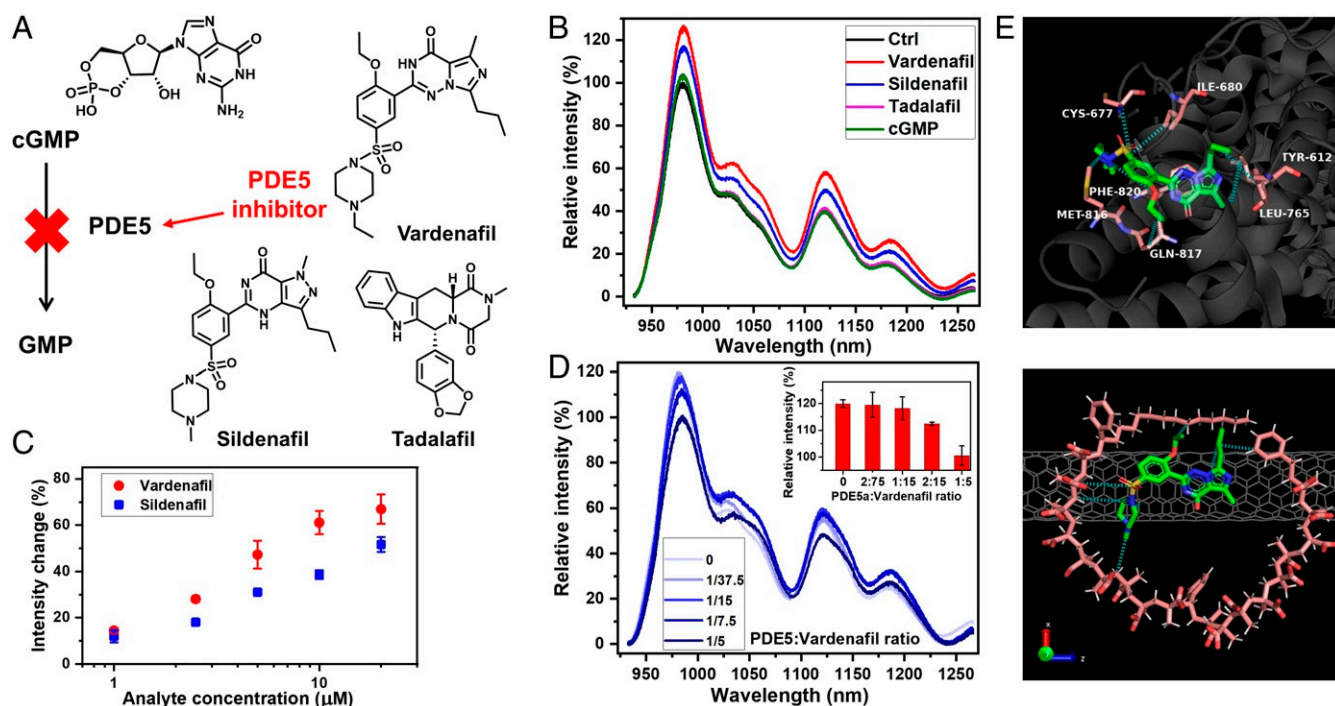 A
cGMP
PDE5
PDE5
inhibitor
GMP
Vardenafil
Sildenafil
Tadalafil
O
O
N
N
N
NH
NH2
O
P
O
HO
O
OH
O
O
HN
N
N
N
O
S
O
N
N
O
O
N
N
N
N
H
O
S
O
N
N
H
O
N
N
H
O
O
O
B
Relative intensity (%)
120
100
80
60
40
20
0
Ctrl
Vardenafil
Sildenafil
Tadalafil
cGMP
950 1000 1050 1100 1150 1200 1250
Wavelength (nm)
C
Intensity change (%)
80
60
40
20
0
Vardenafil
Sildenafil
1 10
Analyte concentration (μM)
D
Relative intensity (%)
120
100
80
60
40
20
0
0
1/37.5
1/15
1/7.5
1/5
PDE5:Vardenafil ratio
950 1000 1050 1100 1150 1200 1250
Wavelength (nm)
Relative intensity (%)
120
110
100
0 2:75 1:15 2:15 1:5
PDE5a:Vardenafil ratio
E
ILE-680
CYS-677
TYR-612
PHE-820
MET-816
LEU-765
GLN-817
x
z